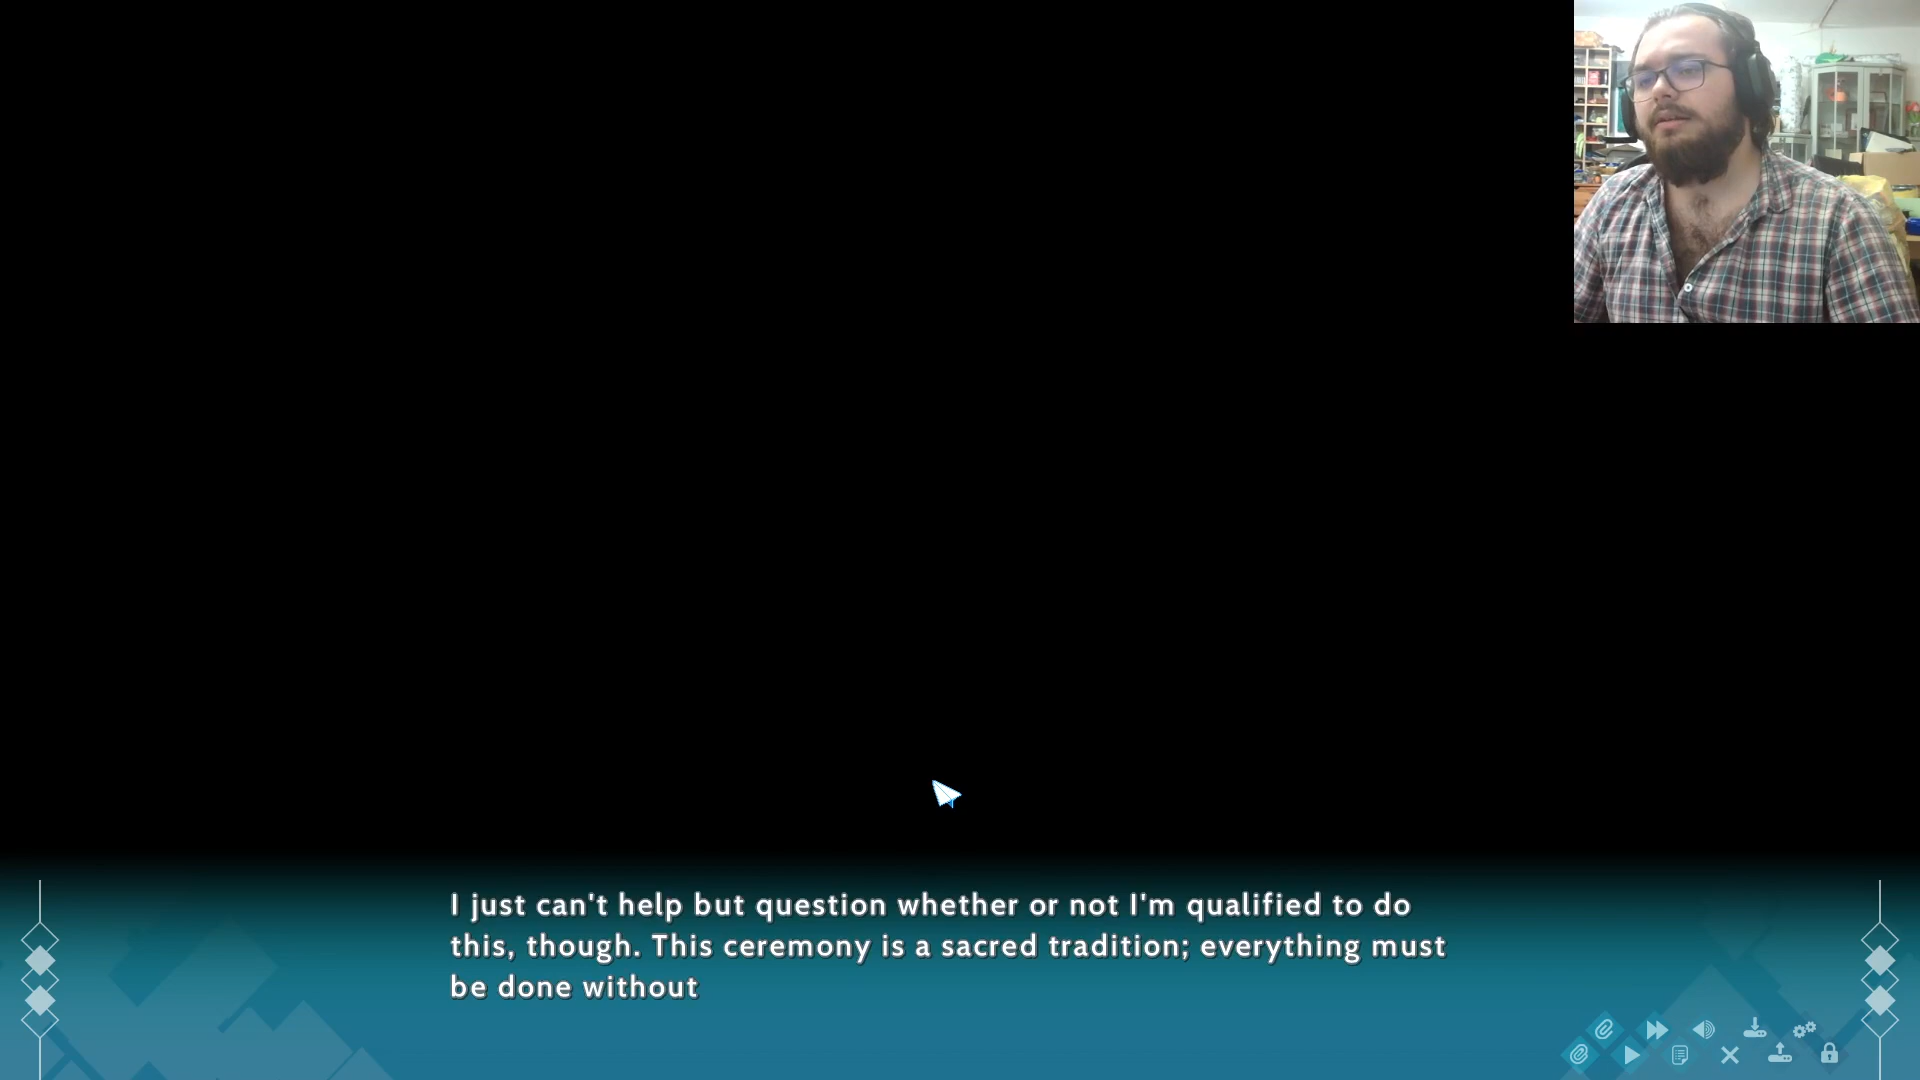 I just can't help but question whether or not I'm qualified to do
this, though. This ceremony is a sacred tradition; everything must
be done without